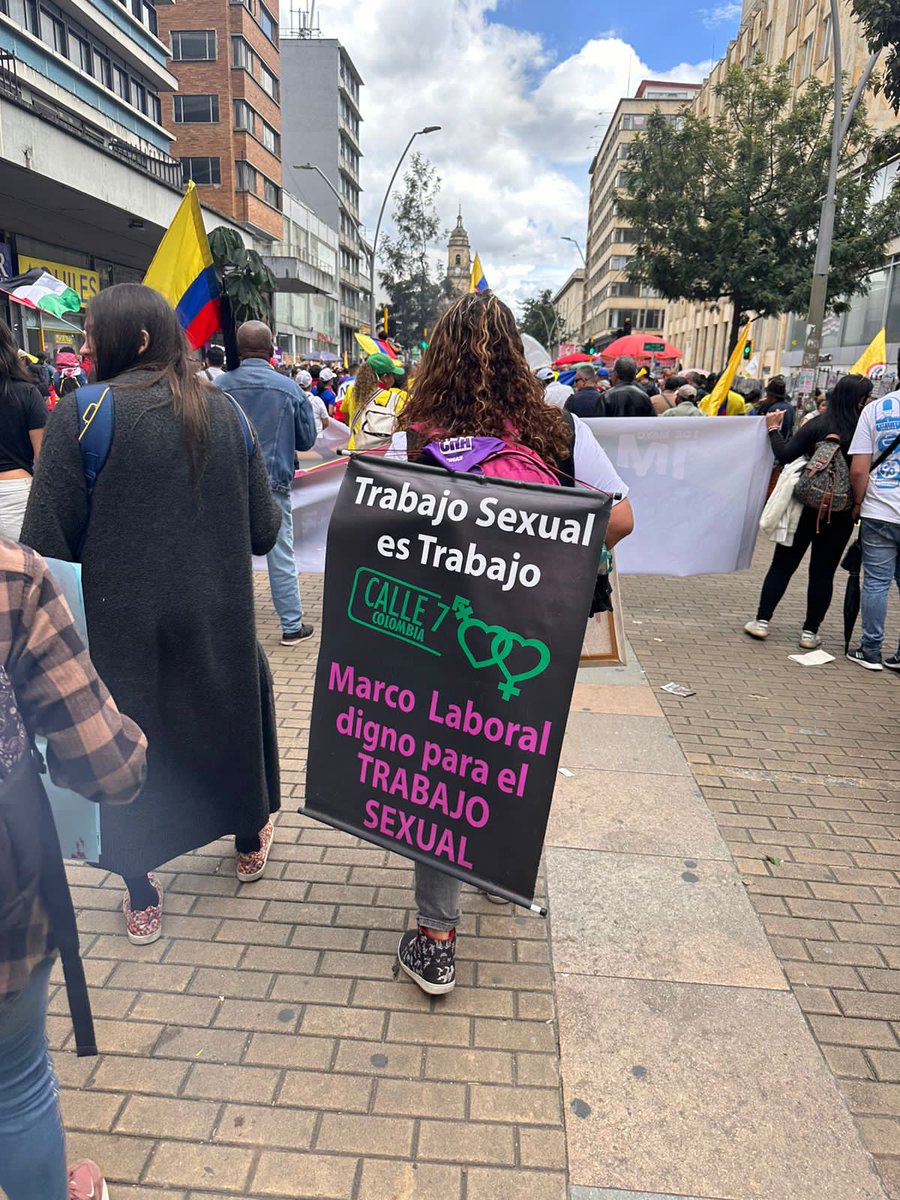 Trabajo Sexual
es Trabajo
CALLE 7
COLOMBIA
Marco Laboral
digno para el
TRABAJO
SEXUAL